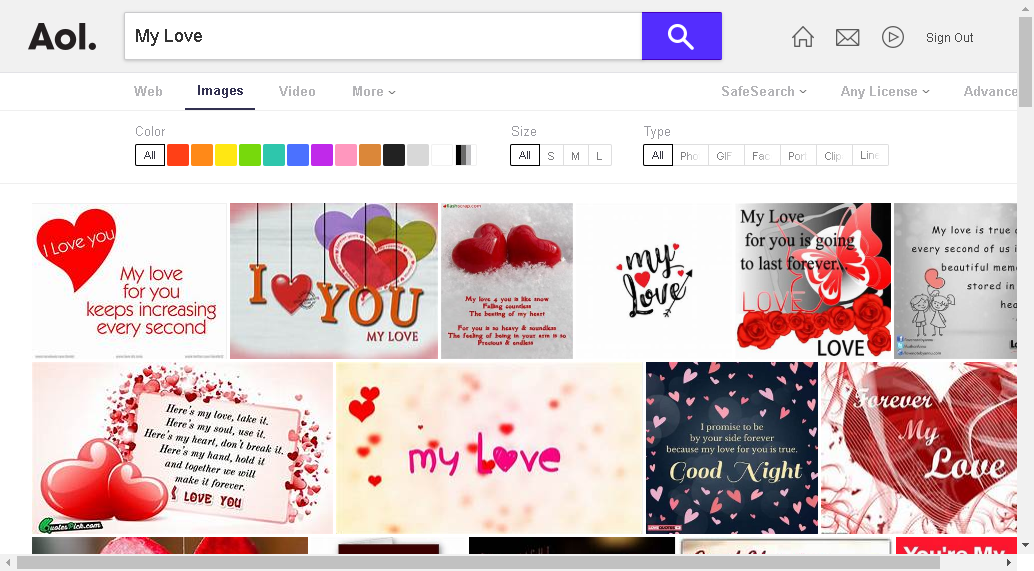 Aol.
My Love
Sign Out
Web
Images
Video
More
SafeSearch
Any License
Advance
Color
Size
Type
All
All
S
M
L
All
Pho
GIF
Fac
Por
Clip
Line
I Love you
My love
for you
keeps increasing
every second
I
YOU
MY LOVE
My love 4 you is like snow
Falling countless
The beating of my heart
For you is so heavy & soundless
The feeling of being in your arm is so
Precious & endless
my
Love
My Love
for you is going
to last forever...
LOVE
LOVE
My love is true
every second of us i
beautiful mem
stored in
hea
Here's my love, take it.
Here's my soul, use it.
Here's my heart, don't break it.
Here's my hand, hold it
and together we will
make it forever.
I LOVE YOU
QuotesPick.com
my love
I promise to be
by your side forever
because my love for you is true.
Good Night
Forever
My
Love
You're My